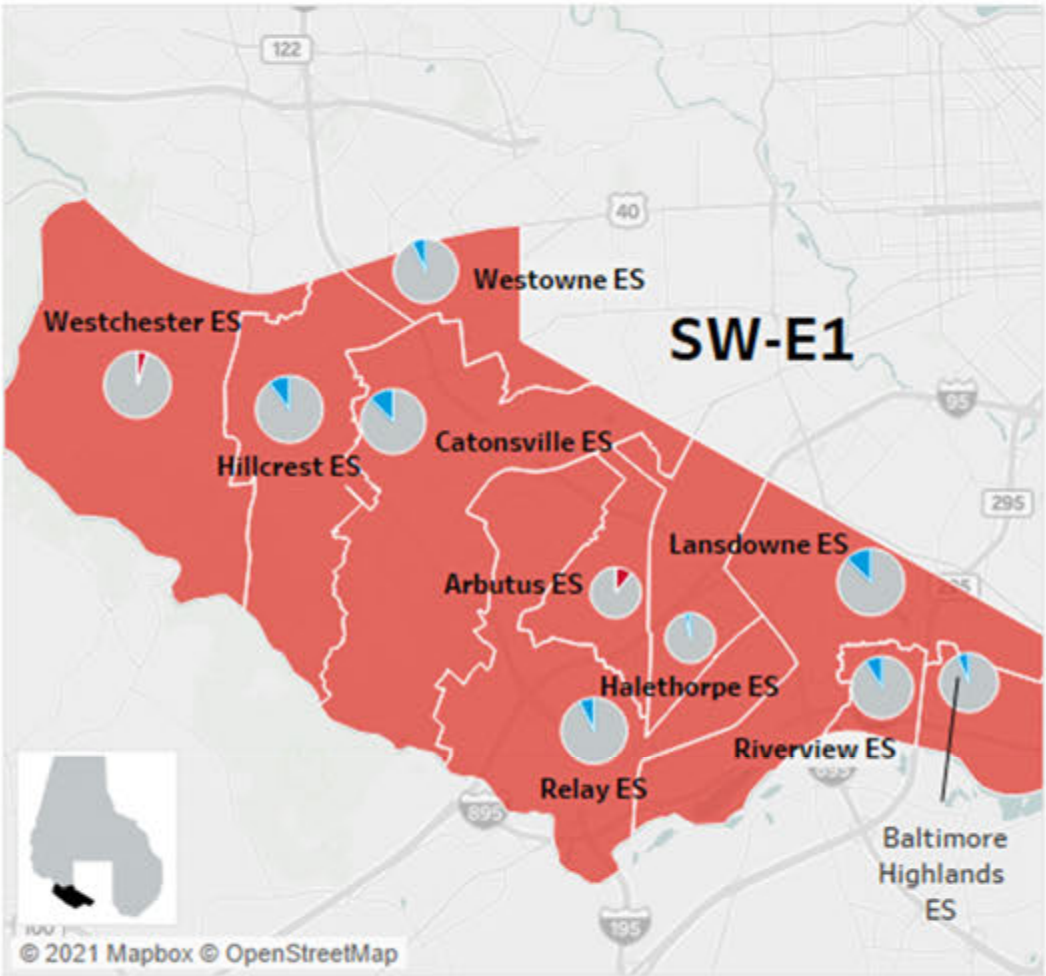 122
40
Westowne ES
Westchester ES
SW-E1
95
Catonsville ES
Hillcrest ES
295
Lansdowne ES
Arbutus ES
Halethorpe ES
Riverview ES
Relay ES
895
Baltimore
Highlands
ES
195
100
© 2021 Mapbox © OpenStreetMap